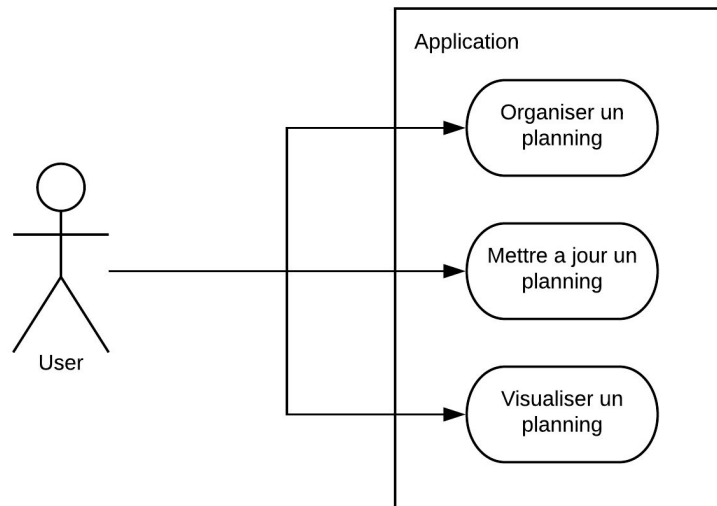 Application
Organiser un
planning
Mettre a jour un
planning
User
Visualiser un
planning